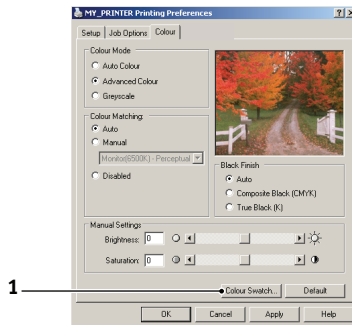 MY_PRINTER Printing Preferences
Setup Job Options Colour
Colour Mode
Auto Colour
Advanced Colour
Greyscale
Colour Matching:
Auto
Manual
Monitor(6500K) - Perceptual
Disabled
Black Finish
Auto
Composite Black (CMYK)
True Black (K)
Manual Settings
Brightness: 0
Saturation: 0
1
Colour Swatch... Default
OK Cancel Apply Help